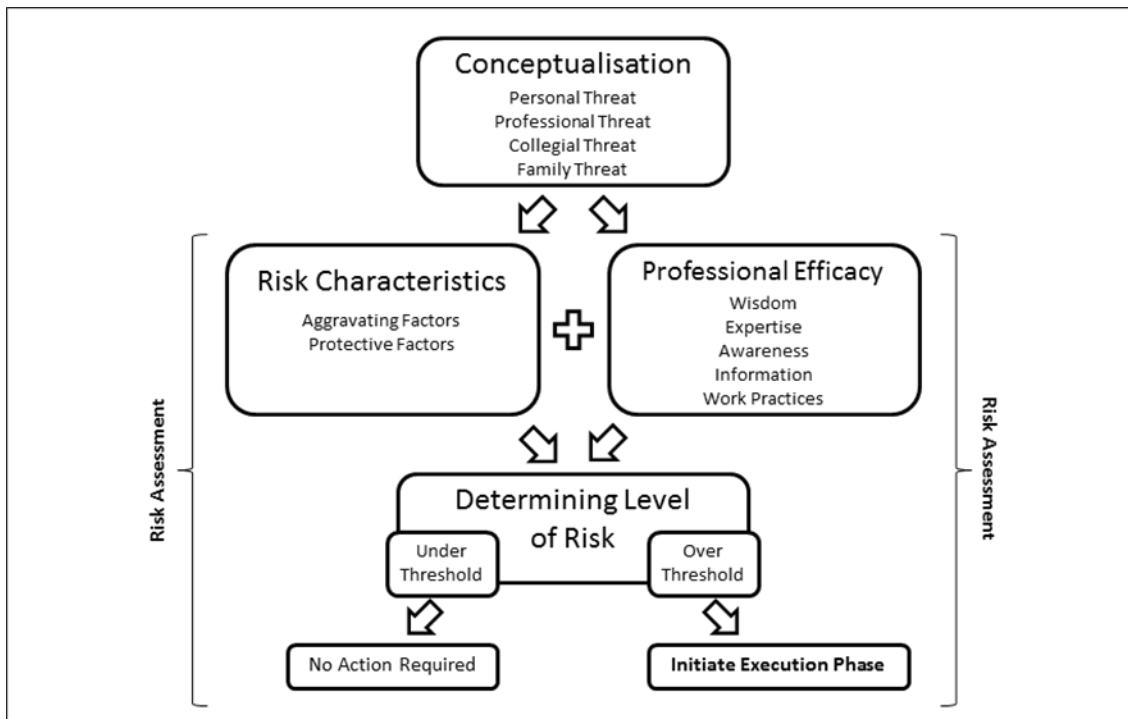 Conceptualisation
Personal Threat
Professional Threat
Collegial Threat
Family Threat
Risk Characteristics
Aggravating Factors
Protective Factors
Professional Efficacy
Wisdom
Expertise
Awareness
Information
Work Practices
Risk Assessment
Risk Assessment
Determining Level
of Risk
Under
Threshold
Over
Threshold
No Action Required
Initiate Execution Phase